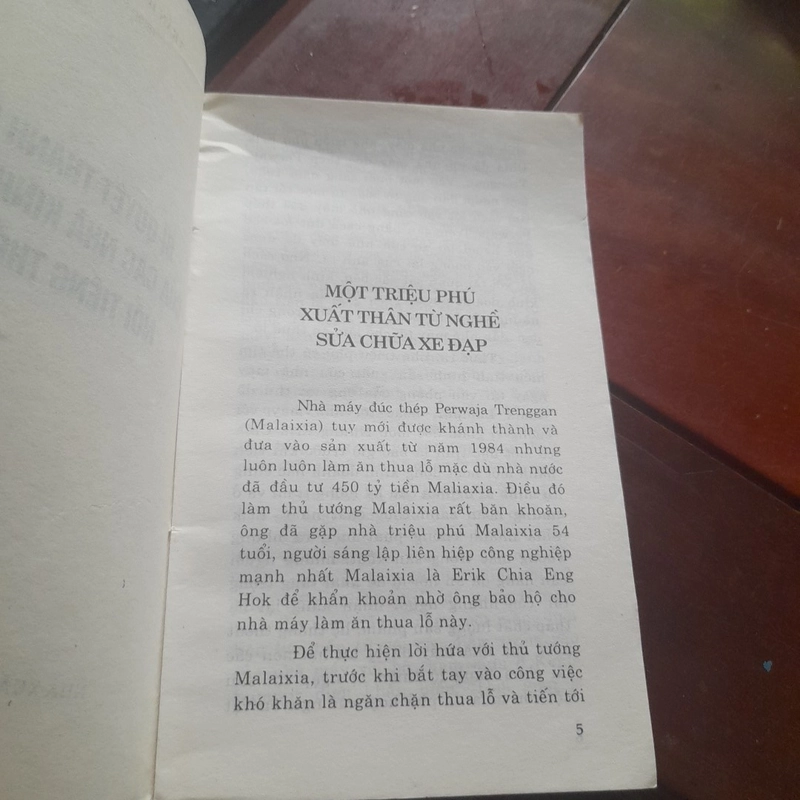 MỘT TRIỆU PHÚ
XUẤT THÂN TỪ NGHỀ
SỬA CHỮA XE ĐẠP
Nhà máy đúc thép Perwaja Trenggan
(Malaixia) tuy mới được khánh thành và
đưa vào sản xuất từ năm 1984 nhưng
luôn luôn làm ăn thua lỗ mặc dù nhà nước
đã đầu tư 450 tỷ tiền Maliaxia. Điều đó
làm thủ tướng Malaixia rất băn khoăn,
ông đã gặp nhà triệu phú Malaixia 54
tuổi, người sáng lập liên hiệp công nghiệp
mạnh nhất Malaixia là Erik Chia Eng
Hok để khẩn khoản nhờ ông bảo hộ cho
nhà máy làm ăn thua lỗ này.
Để thực hiện lời hứa với thủ tướng
Malaixia, trước khi bắt tay vào công việc
khó khăn là ngăn chặn thua lỗ và tiến tới
5